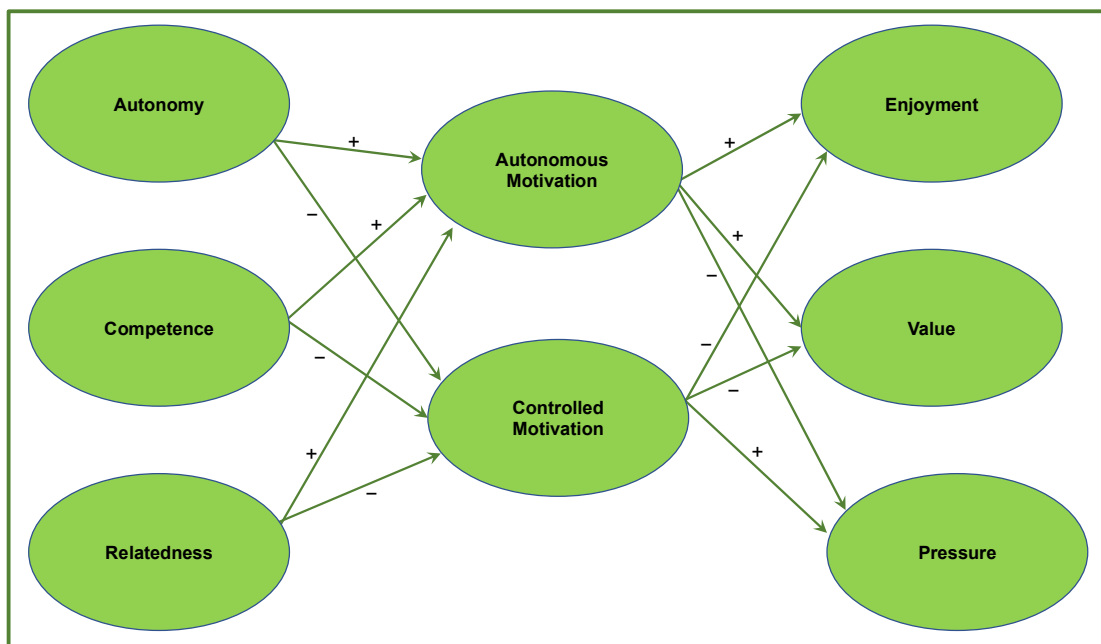 Autonomy
Enjoyment
+
+
Autonomous
Motivation
−
+
+
−
Competence
Value
−
−
−
Controlled
Motivation
+
+
−
Relatedness
Pressure